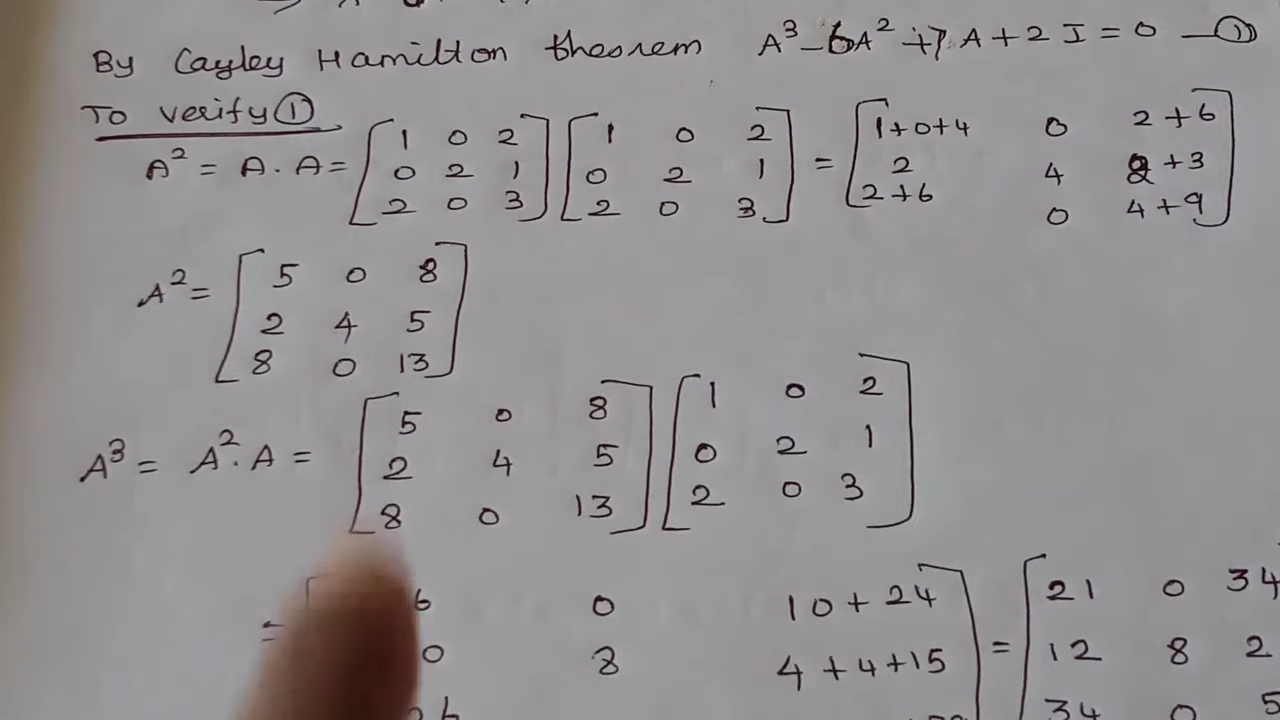 By Cayley Hamilton theorem A³ - 6A² + 7A + 2I = 0 — ①
To verify ①
A² = A . A = [1 0 2; 0 2 1; 2 0 3] [1 0 2; 0 2 1; 2 0 3] = [1+0+4 0 2+6; 2 4 2+3; 2+6 0 4+9]
A² = [5 0 8; 2 4 5; 8 0 13]
A³ = A² . A = [5 0 8; 2 4 5; 8 0 13] [1 0 2; 0 2 1; 2 0 3]
= 6 0 10+24 = 21 0 34
0 8 4+4+15 12 8 2
34 0 5